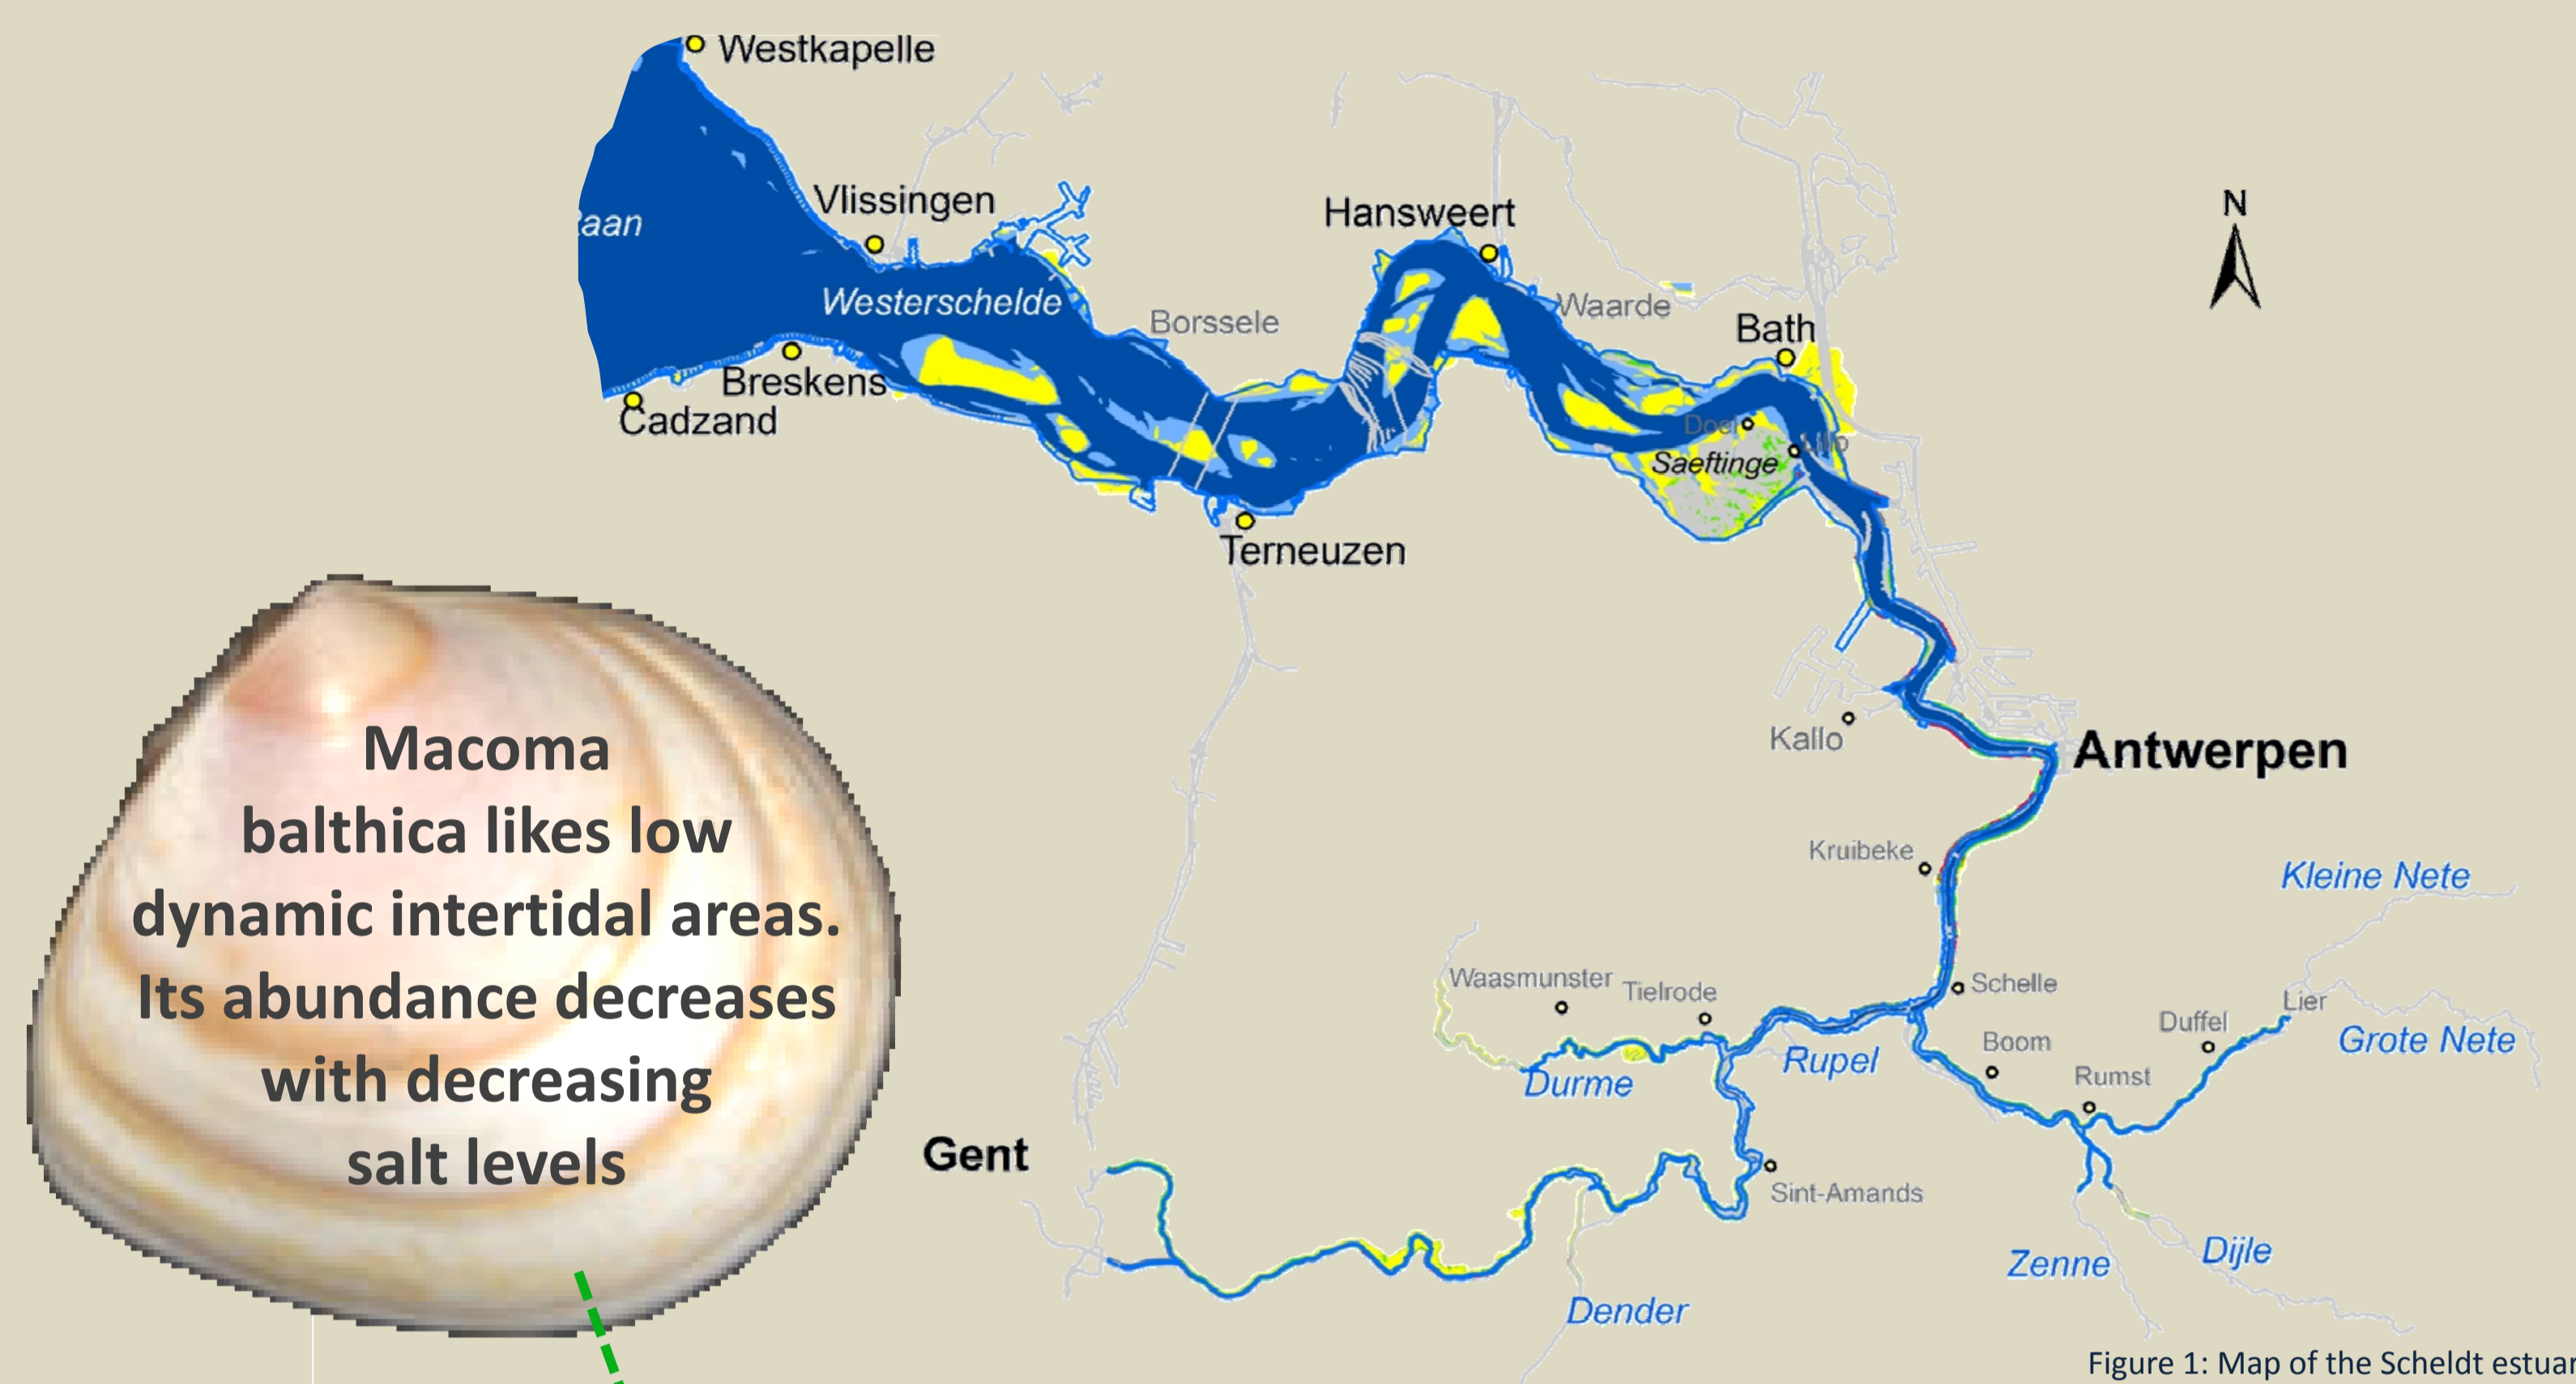 Westkapelle
Vlissingen
aan
Westerschelde
Breskens
Cadzand
Borssele
Hansweert
Waarde
Bath
Doel
Lillo
Saeftinge
Terneuzen
N
Kallo
Antwerpen
Kruibeke
Kleine Nete
Waasmunster
Tielrode
Schelle
Lier
Duffel
Boom
Grote Nete
Rupel
Durme
Rumst
Gent
Sint-Amands
Zenne
Dijle
Dender
Macoma
balthica likes low
dynamic intertidal areas.
Its abundance decreases
with decreasing
salt levels
Figure 1: Map of the Scheldt estuar